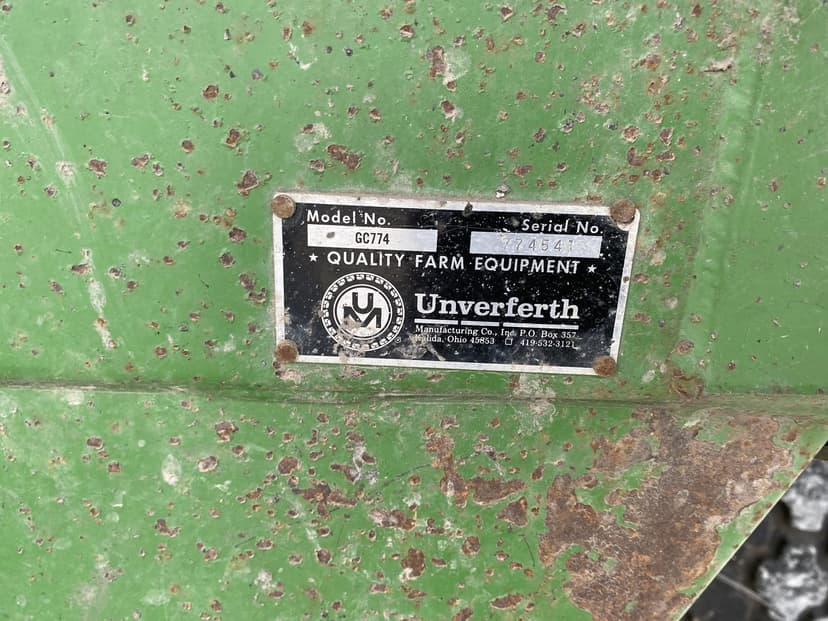 Model No. Serial No.
GC774 774541
★ QUALITY FARM EQUIPMENT ★
UM ® Unverferth
Manufacturing Co., Inc. P.O. Box 357
Kalida, Ohio 45853 ☐ 419-532-3121